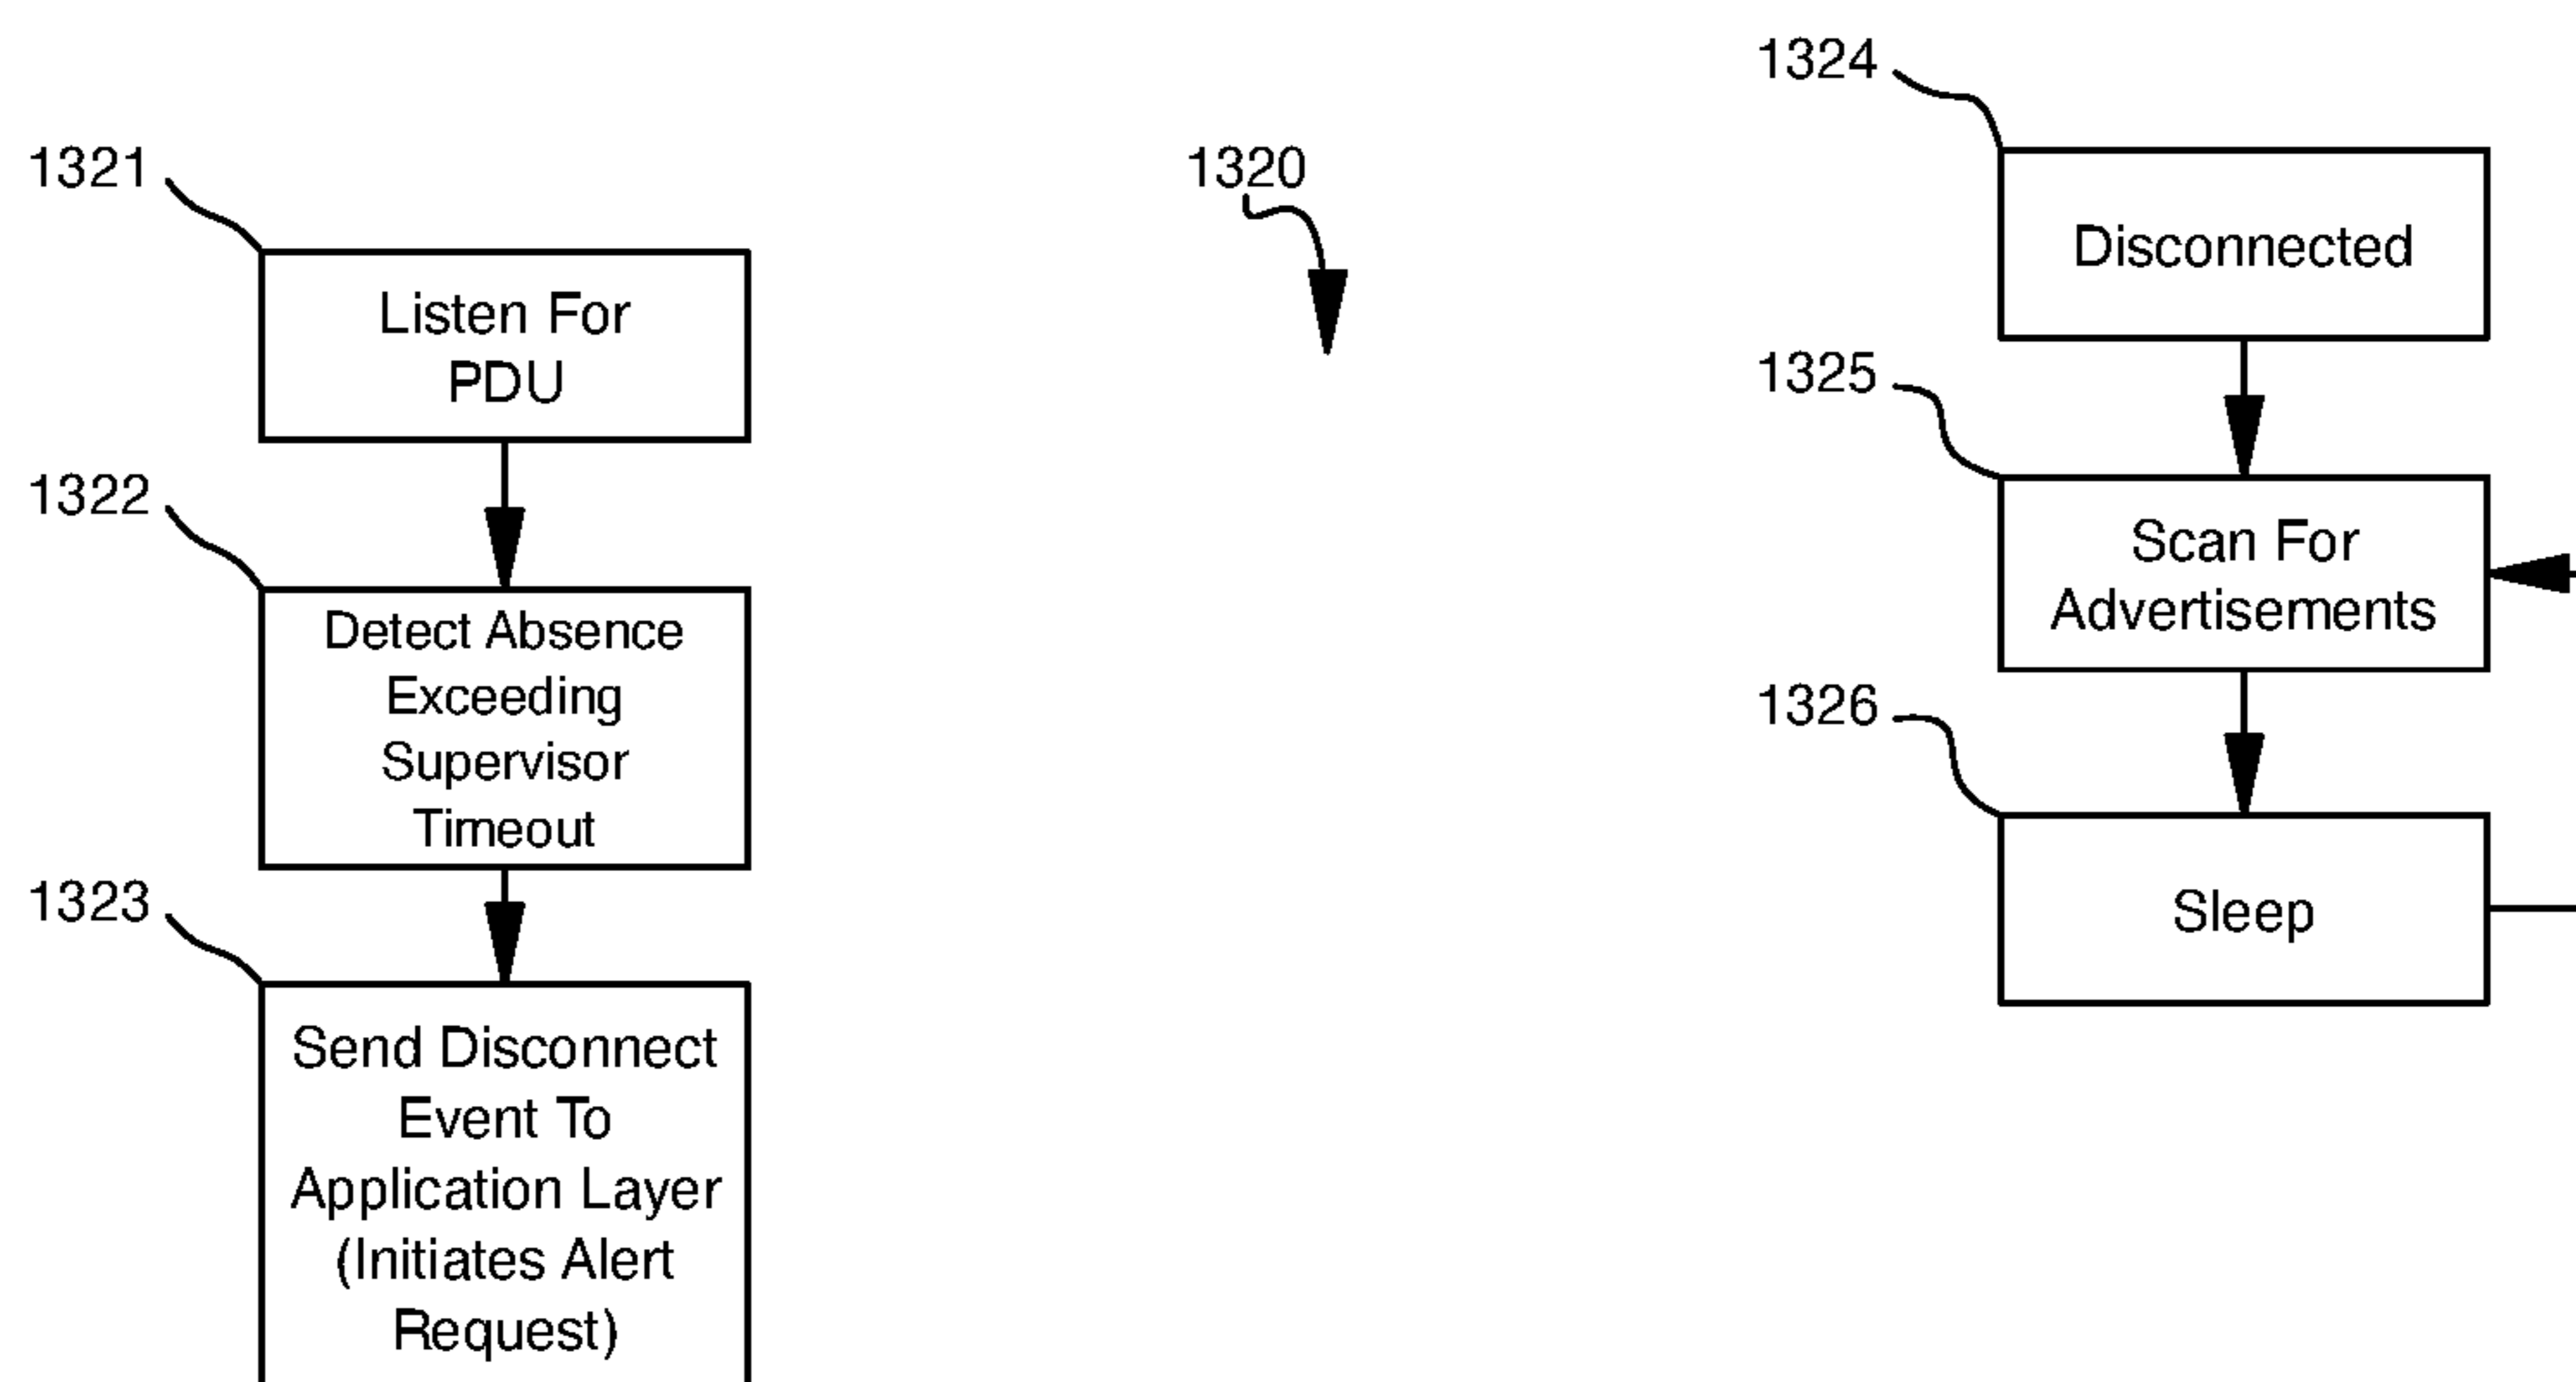 1321
Listen For
PDU
1322
Detect Absence
Exceeding
Supervisor
Timeout
1323
Send Disconnect
Event To
Application Layer
(Initiates Alert
Request)
1320
1324
Disconnected
1325
Scan For
Advertisements
1326
Sleep